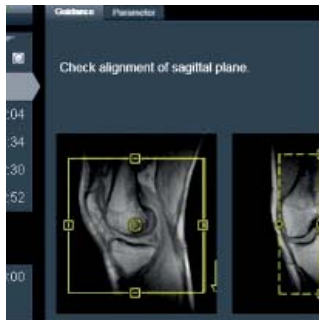 Guidance Parameter
Check alignment of sagittal plane.
:04
:34
:30
:52
:00